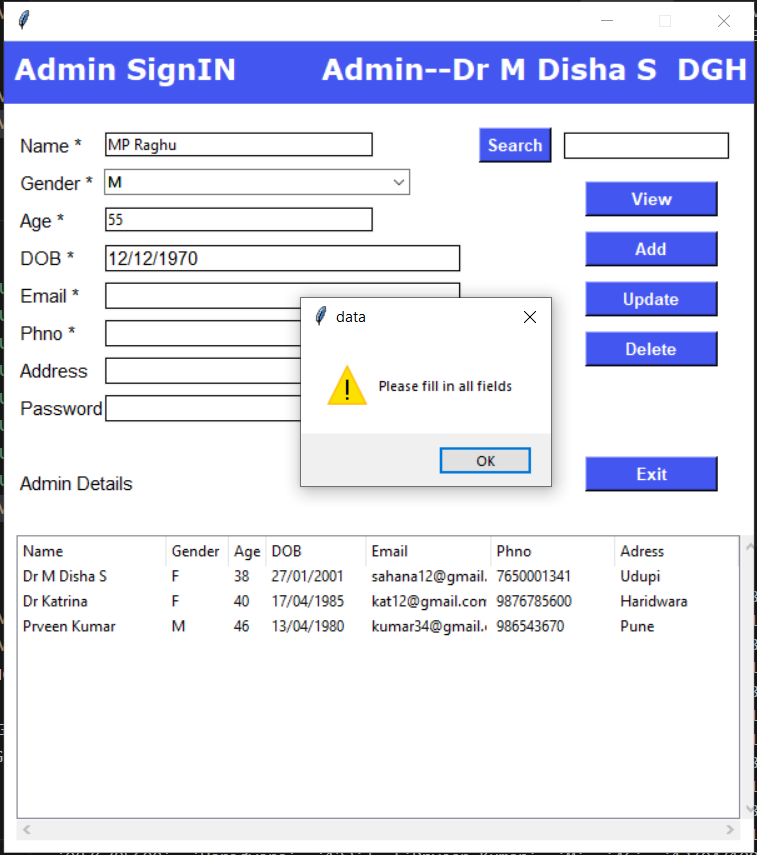 Admin SignIN Admin--Dr M Disha S DGH
Name * MP Raghu Search
Gender * M
View
Age * 55
Add
DOB * 12/12/1970
Email * Update
data
Phno *
Delete
Address
Please fill in all fields
Password
OK
Exit
Admin Details
Name Gender Age DOB Email Phno Adress
Dr M Disha S F 38 27/01/2001 sahana12@gmail. 7650001341 Udupi
Dr Katrina F 40 17/04/1985 kat12@gmail.com 9876785600 Haridwara
Prveen Kumar M 46 13/04/1980 kumar34@gmail. 986543670 Pune